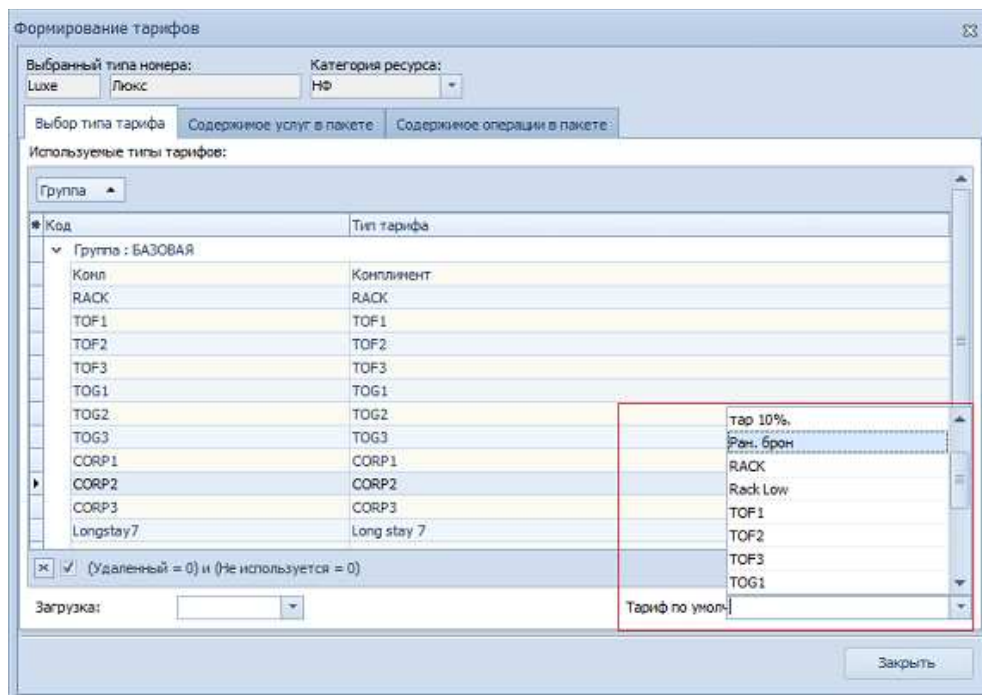 Формирование тарифов
Выбранный типа номера: Категория ресурса:
Luxe Люкс НФ
Выбор типа тарифа Содержимое услуг в пакете Содержимое операции в пакете
Используемые типы тарифов:
Группа
Код Тип тарифа
Группа : БАЗОВАЯ
Комп Комплимент
RACK RACK
TOF1 TOF1
TOF2 TOF2
TOF3 TOF3
TOG1 TOG1
TOG2 TOG2
тар 10%.
TOG3 TOG3
Ран. брон
CORP1 CORP1
RACK
CORP2 CORP2
Rack Low
CORP3 CORP3
TOF1
Longstay7 Long stay 7
TOF2
TOF3
(Удаленный = 0) и (Не используется = 0)
TOG1
Загрузка: Тариф по умолч
Закрыть